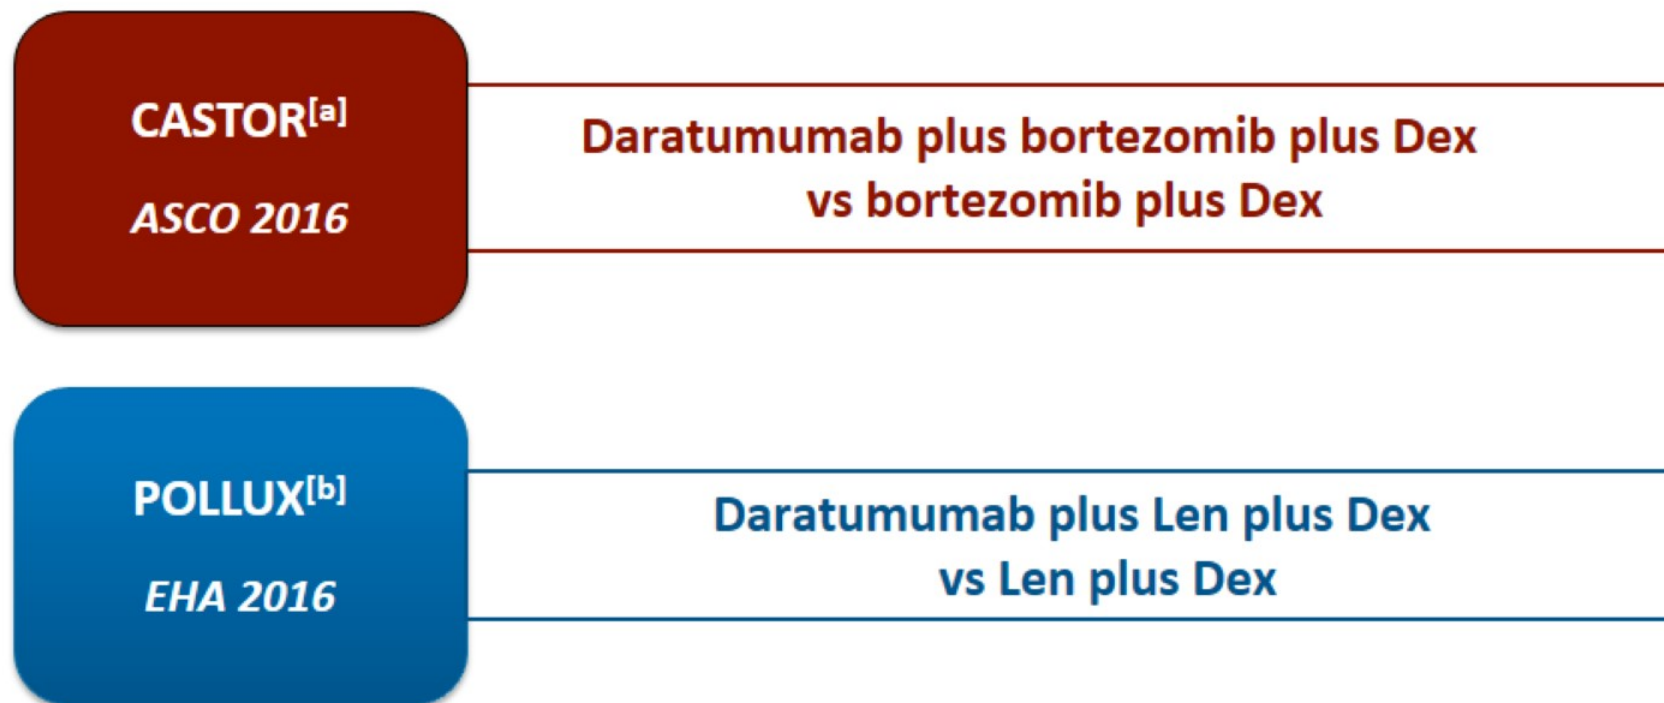 CASTOR[a]
ASCO 2016
Daratumumab plus bortezomib plus Dex
vs bortezomib plus Dex
POLLUX[b]
EHA 2016
Daratumumab plus Len plus Dex
vs Len plus Dex